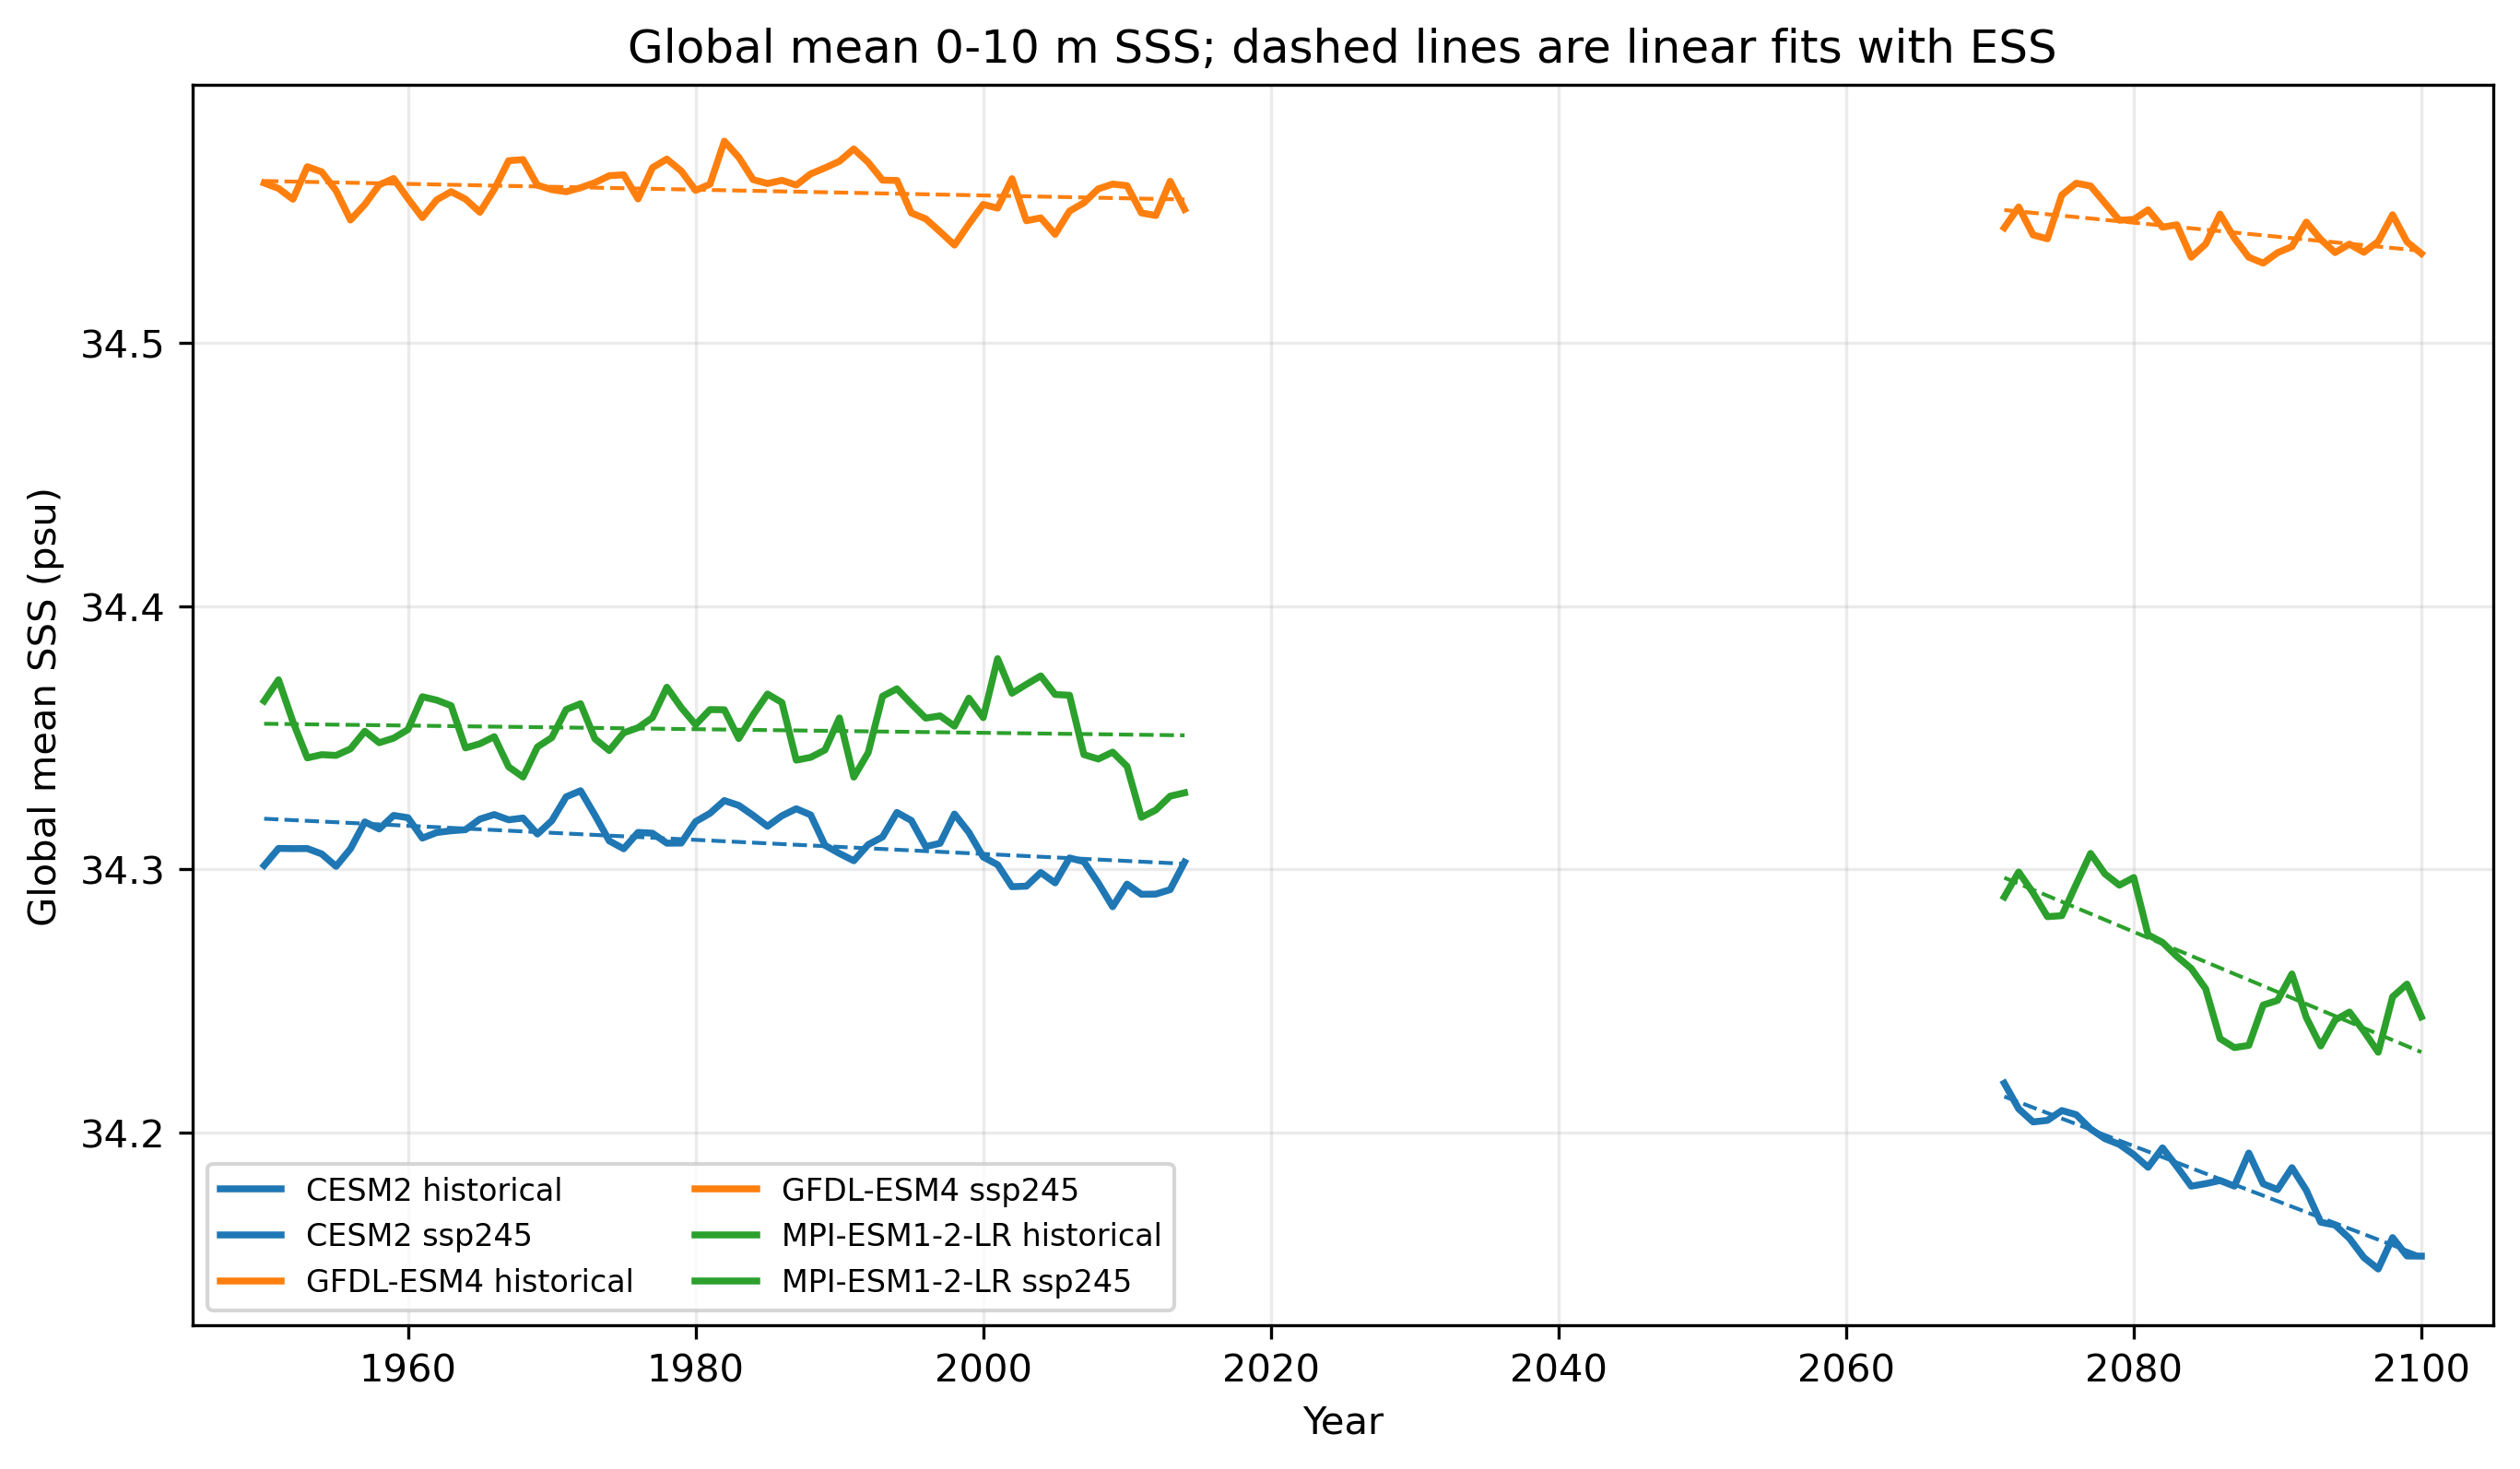 Global mean 0-10 m SSS; dashed lines are linear fits with ESS
Global mean SSS (psu)
34.5
34.4
34.3
34.2
CESM2 historical
CESM2 ssp245
GFDL-ESM4 historical
GFDL-ESM4 ssp245
MPI-ESM1-2-LR historical
MPI-ESM1-2-LR ssp245
1960 1980 2000 2020 2040 2060 2080 2100
Year